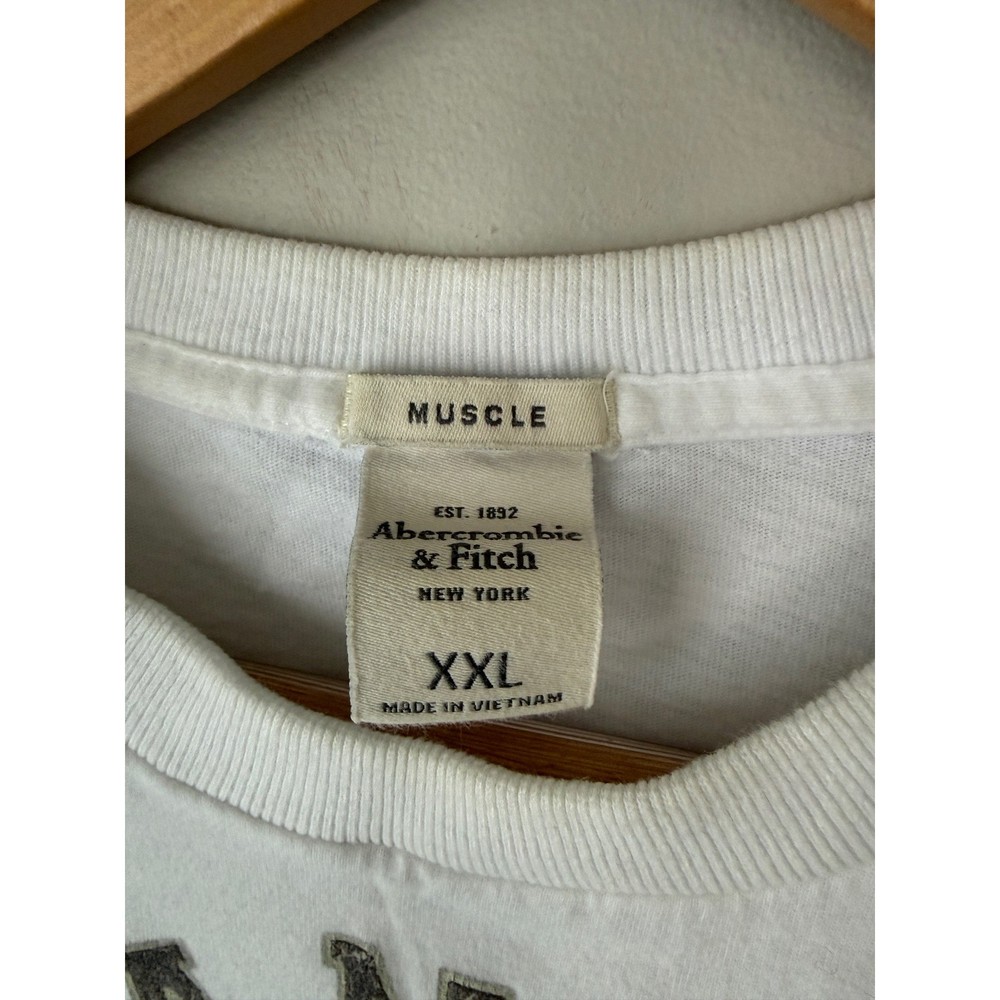 MUSCLE
EST. 1892
Abercrombie
& Fitch
NEW YORK
XXL
MADE IN VIETNAM